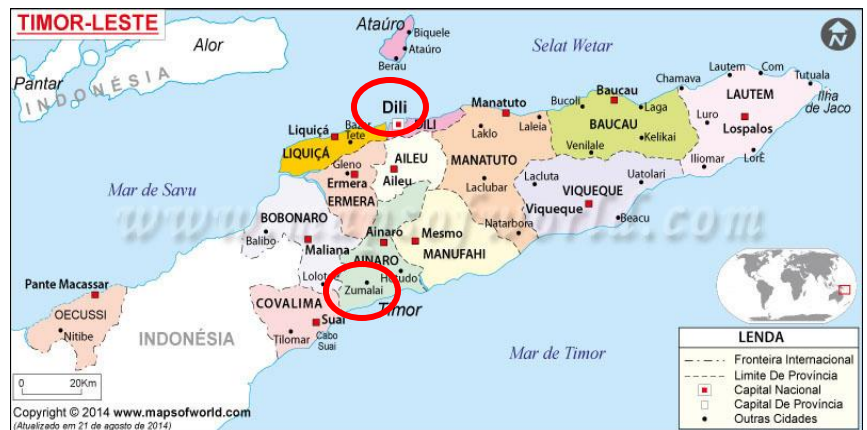 TIMOR-LESTE
Ataúro
Biquele
Ataúro
Berau
Alor
Pantar
INDONÉSIA
Selat Wetar
Mar de Savu
Dili
DILI
Liquiçá
Tete
LIQUIÇÁ
Gleno
Ermera
ERMERA
AILEU
Aileu
Manatuto
Laklo
Laleia
MANATUTO
Laclubar
Natarbora
Bucoli
Baucau
Laga
BAUCAU
Kelikai
Venilale
Chamava
Lautem
Com
Tutuala
LAUTEM
Ilha de Jaco
Luro
Lospalos
Iliomar
LorÉ
Lacluta
Uatolari
VIQUEQUE
Viqueque
Beacu
BOBONARO
Balibo
Maliana
Ainaró
AINARO
Mesmo
MANUFAHI
Zumalai
Timor
COVALIMA
Suai
Cabo Suai
Tilomar
Pante Macassar
OECUSSI
Nitibe
INDONÉSIA
Mar de Timor
www.mapsofworld.com
LENDA
Fronteira Internacional
Limite De Província
Capital Nacional
Capital De Província
Outras Cidades
0 20Km
Copyright © 2014 www.mapsofworld.com
(Atualizado em 21 de agosto de 2014)